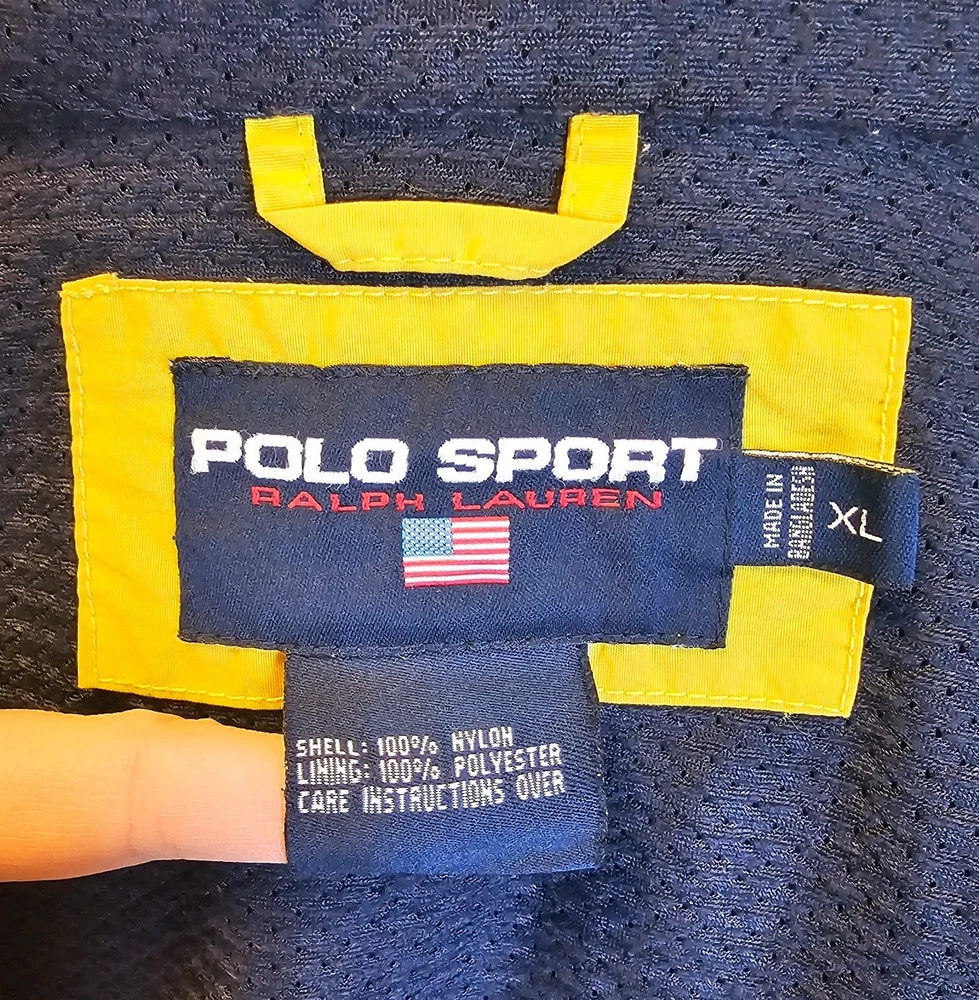 POLO SPORT
RALPH LAUREN
MADE IN
BANGLADESH
XL
SHELL: 100% NYLON
LINING: 100% POLYESTER
CARE INSTRUCTIONS OVER